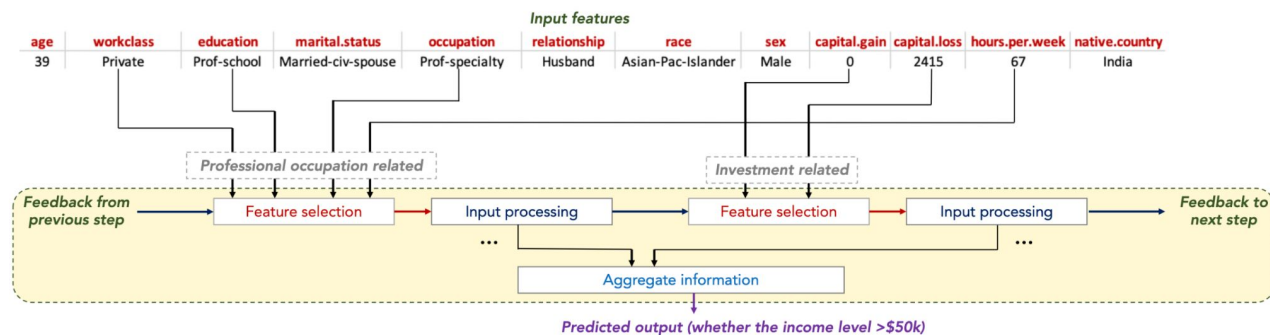 Input features
age workclass education marital.status occupation relationship race sex capital.gain capital.loss hours.per.week native.country
39 Private Prof-school Married-civ-spouse Prof-specialty Husband Asian-Pac-Islander Male 0 2415 67 India
Professional occupation related
Investment related
Feedback from
previous step
Feature selection
Input processing
Feature selection
Input processing
Feedback to
next step
...
...
Aggregate information
Predicted output (whether the income level >$50k)